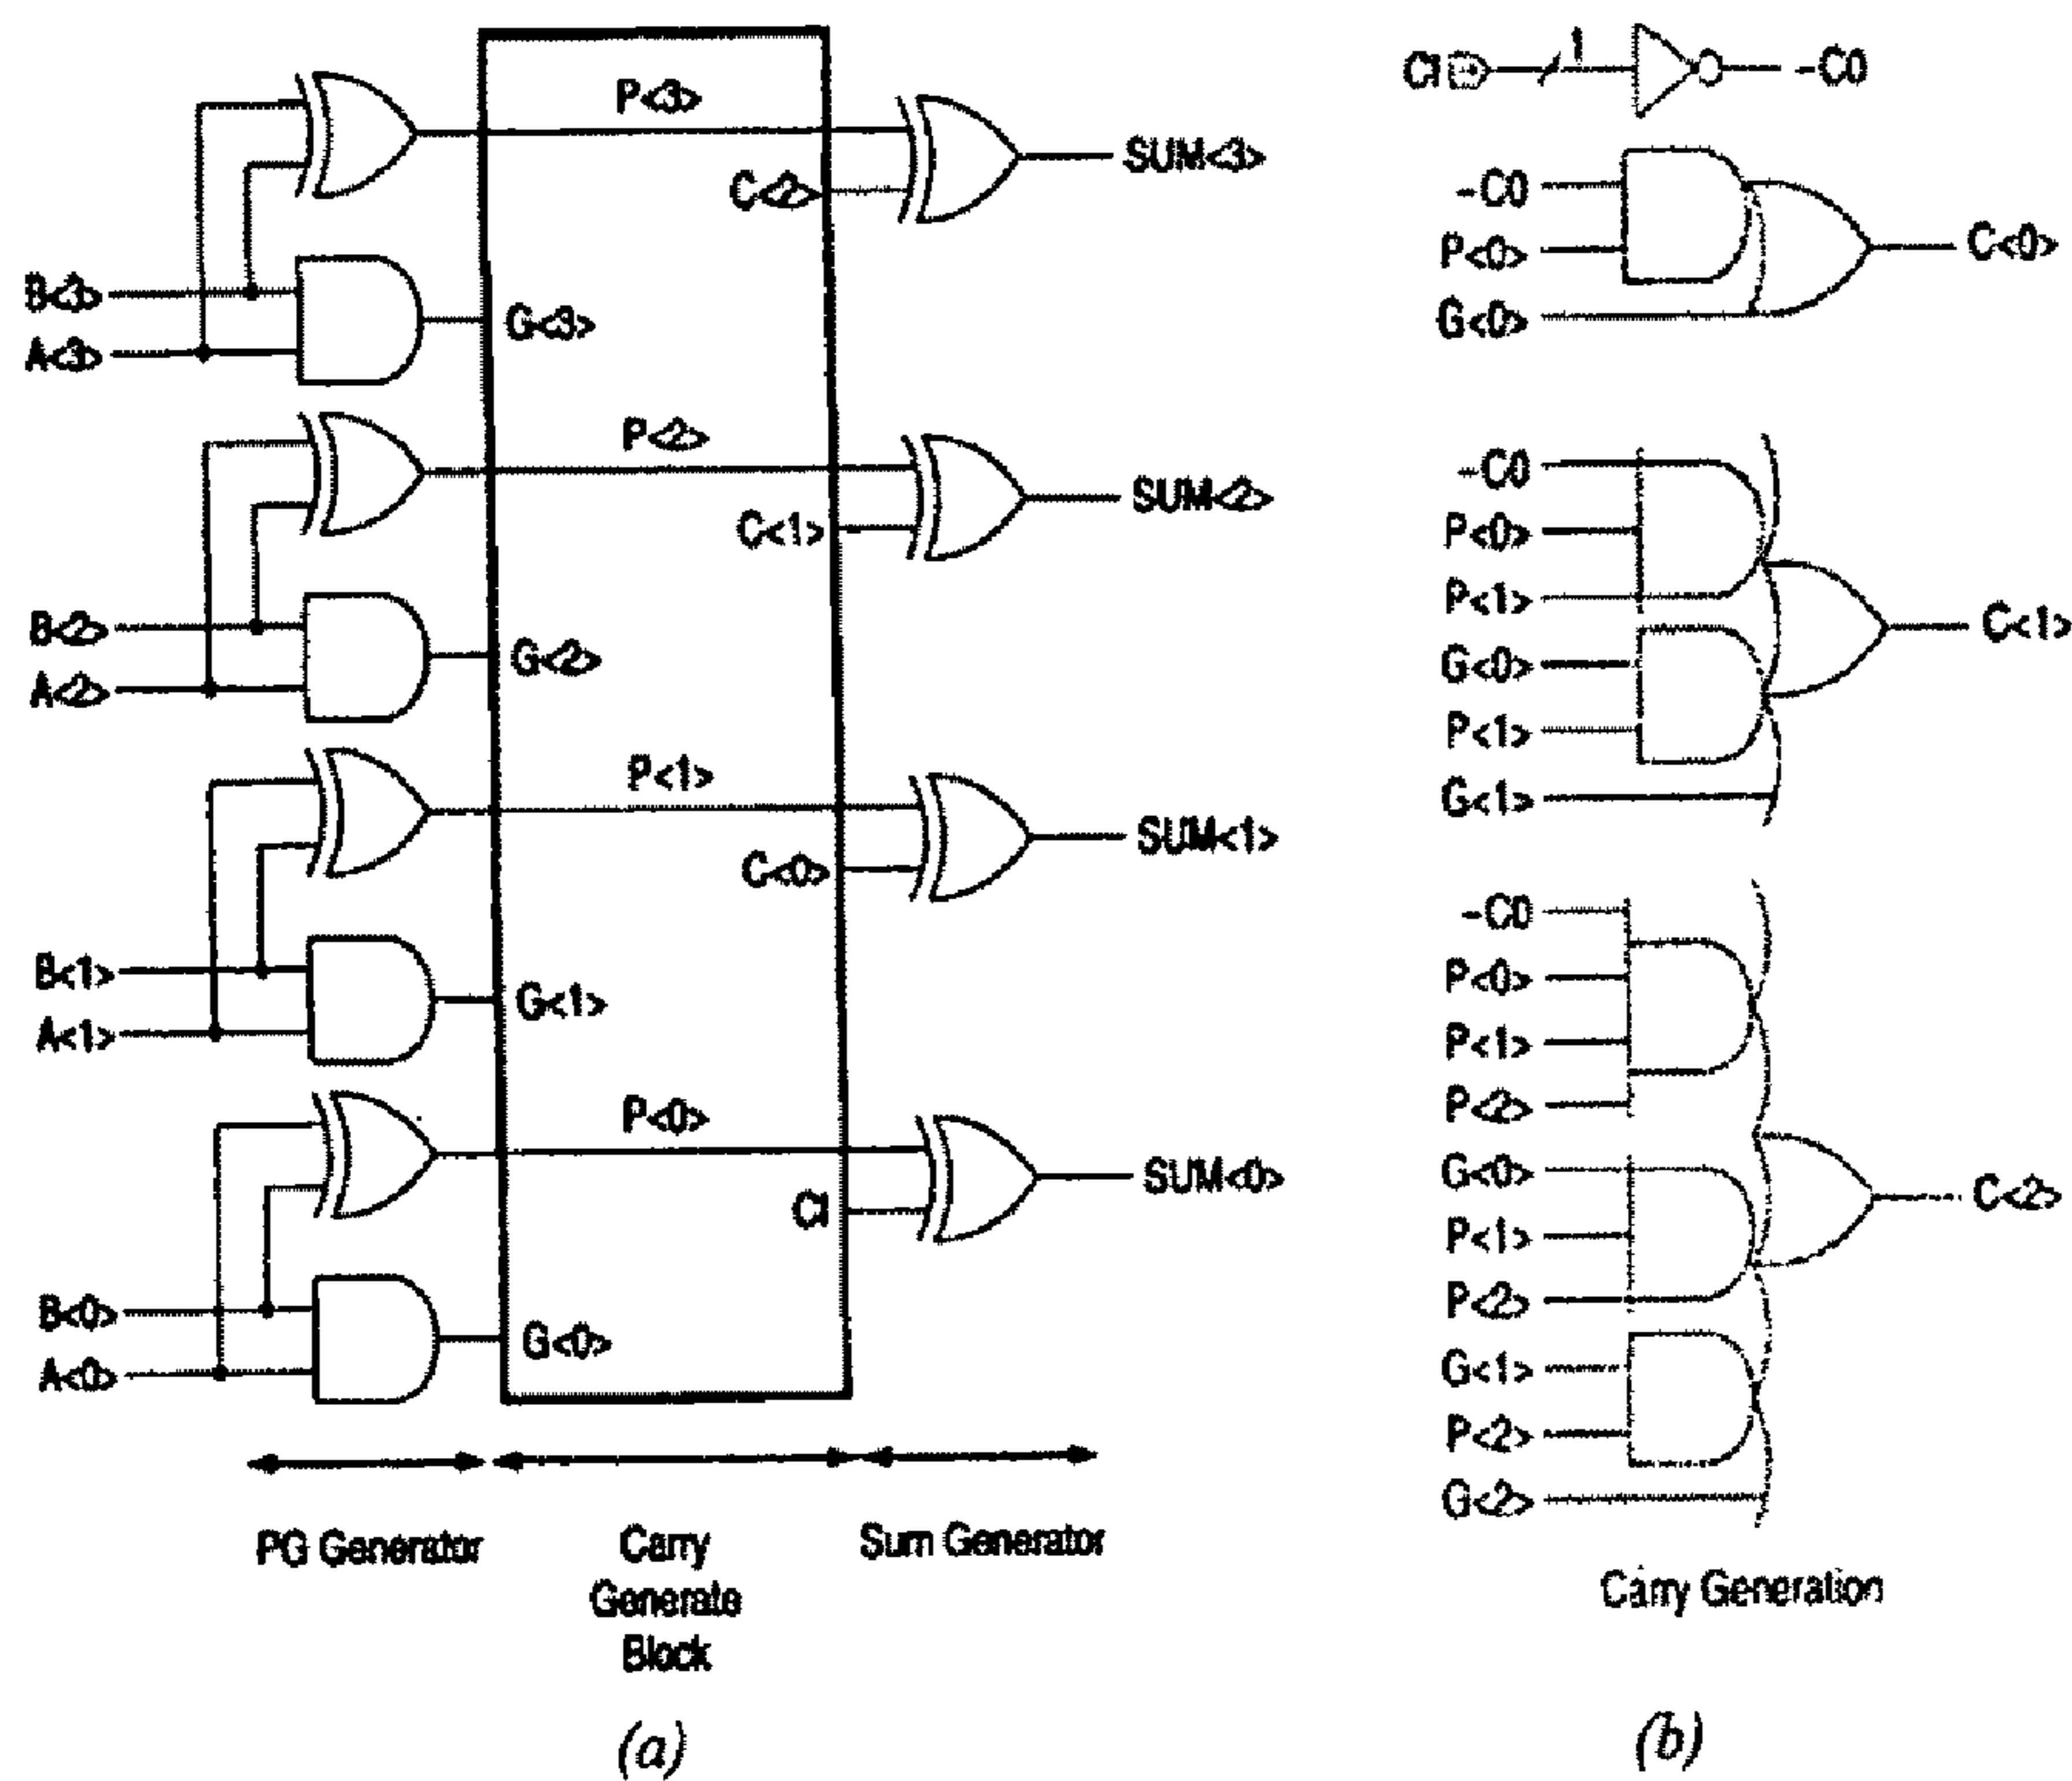 P<3>
SUM<3>
C<2>
B<3>
G<3>
A<3>
P<2>
SUM<2>
C<1>
B<2>
G<2>
A<2>
P<1>
SUM<1>
C<0>
B<1>
G<1>
A<1>
P<0>
SUM<0>
CI
B<0>
G<0>
A<0>
PG Generator
Carry
Generate
Block
Sum Generator
(a)
CI
1
-C0
-C0
P<0>
G<0>
C<0>
-C0
P<0>
P<1>
G<0>
P<1>
G<1>
C<1>
-C0
P<0>
P<1>
P<2>
G<0>
P<1>
P<2>
G<1>
P<2>
G<2>
C<2>
Carry Generation
(b)